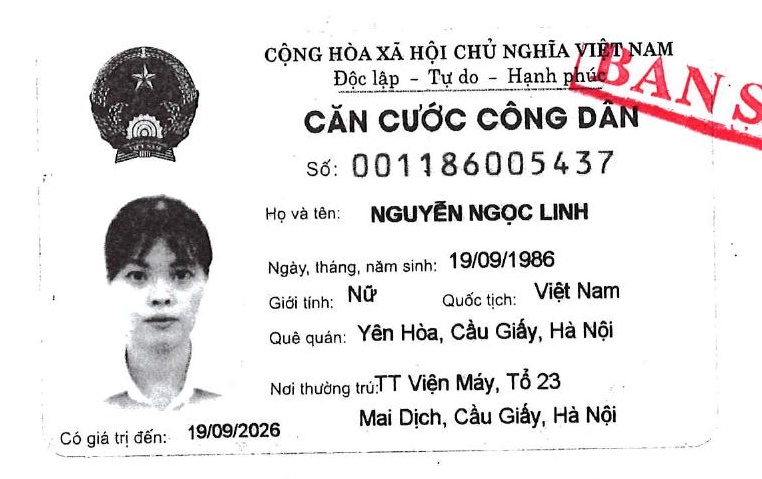 CỘNG HÒA XÃ HỘI CHỦ NGHĨA VIỆT NAM
Độc lập - Tự do - Hạnh phúc
BẢN S
CĂN CƯỚC CÔNG DÂN
Số: 001186005437
Họ và tên: NGUYỄN NGỌC LINH
Ngày, tháng, năm sinh: 19/09/1986
Giới tính: Nữ Quốc tịch: Việt Nam
Quê quán: Yên Hòa, Cầu Giấy, Hà Nội
Nơi thường trú: TT Viện Máy, Tổ 23
Mai Dịch, Cầu Giấy, Hà Nội
Có giá trị đến: 19/09/2026